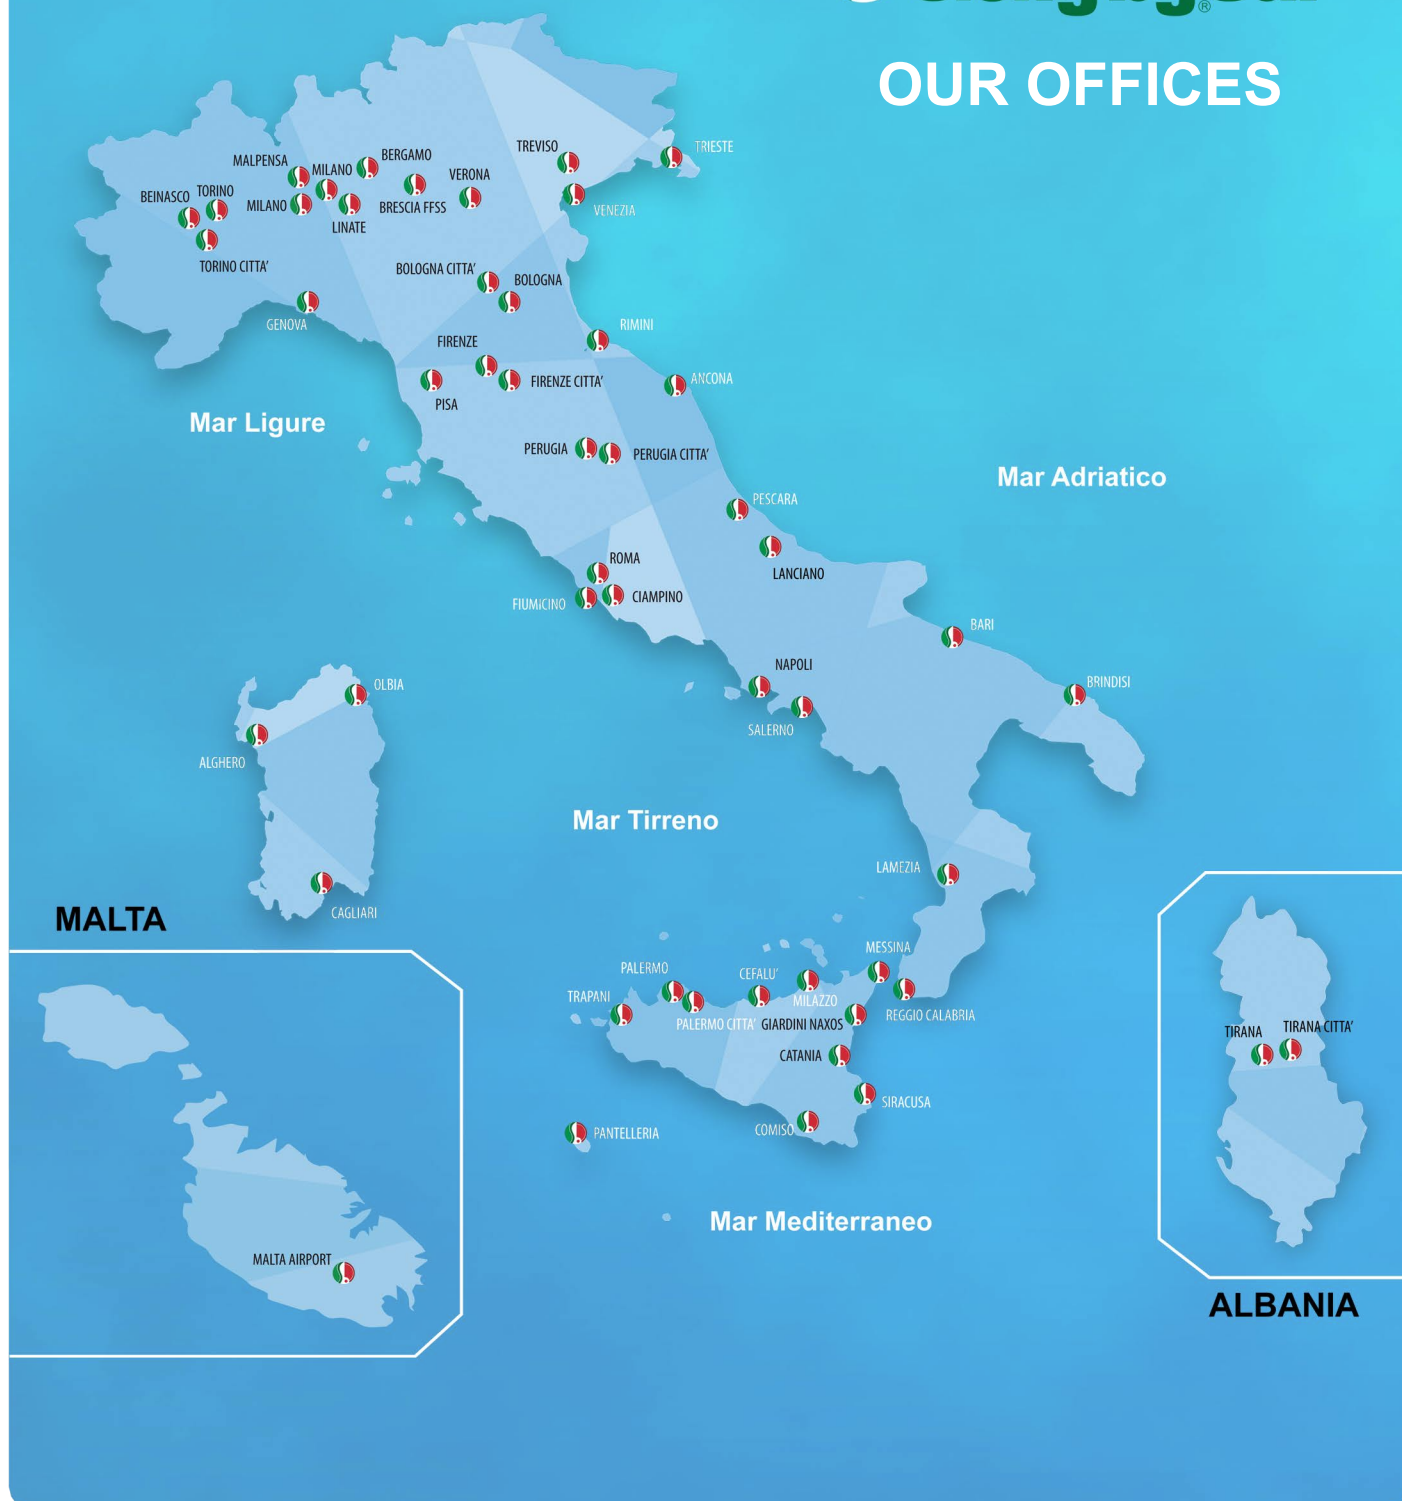 OUR OFFICES
TREVISO
TRIESTE
MALPENSA
MILANO
BERGAMO
VERONA
BEINASCO
TORINO
MILANO
BRESCIA FFSS
VENEZIA
LINATE
TORINO CITTA'
BOLOGNA CITTA'
BOLOGNA
GENOVA
RIMINI
FIRENZE
FIRENZE CITTA'
ANCONA
PISA
Mar Ligure
PERUGIA
PERUGIA CITTA'
Mar Adriatico
PESCARA
ROMA
LANCIANO
FIUMICINO
CIAMPINO
BARI
NAPOLI
OLBIA
BRINDISI
SALERNO
ALGHERO
Mar Tirreno
LAMEZIA
CAGLIARI
MALTA
MESSINA
PALERMO
CEFALU'
TRAPANI
MILAZZO
PALERMO CITTA'
GIARDINI NAXOS
REGGIO CALABRIA
TIRANA
TIRANA CITTA'
CATANIA
SIRACUSA
PANTELLERIA
COMISO
Mar Mediterraneo
MALTA AIRPORT
ALBANIA